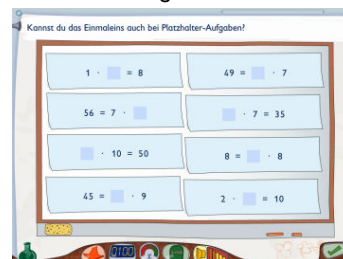 Kannst du das Einmaleins auch bei Platzhalter-Aufgaben?
1 · = 8
49 = · 7
56 = 7 ·
· 7 = 35
· 10 = 50
8 = · 8
45 = · 9
2 · = 10